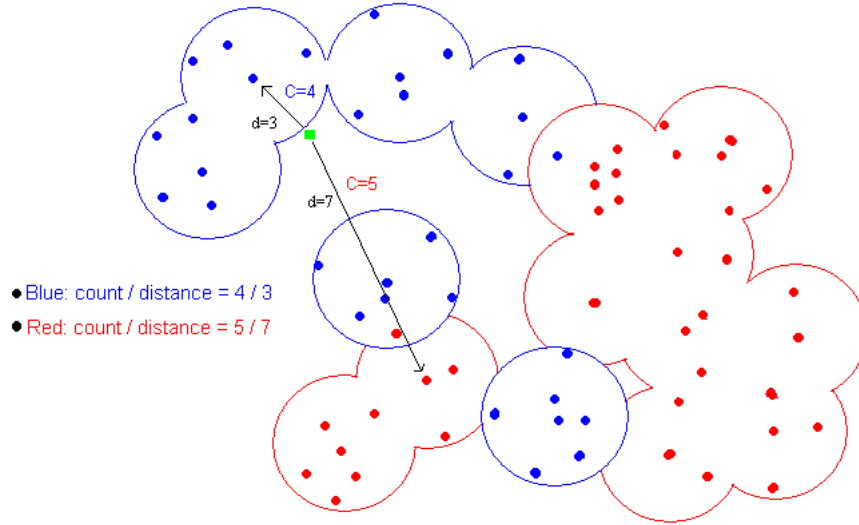 C=4
d=3
C=5
d=7
Blue: count / distance = 4 / 3
Red: count / distance = 5 / 7